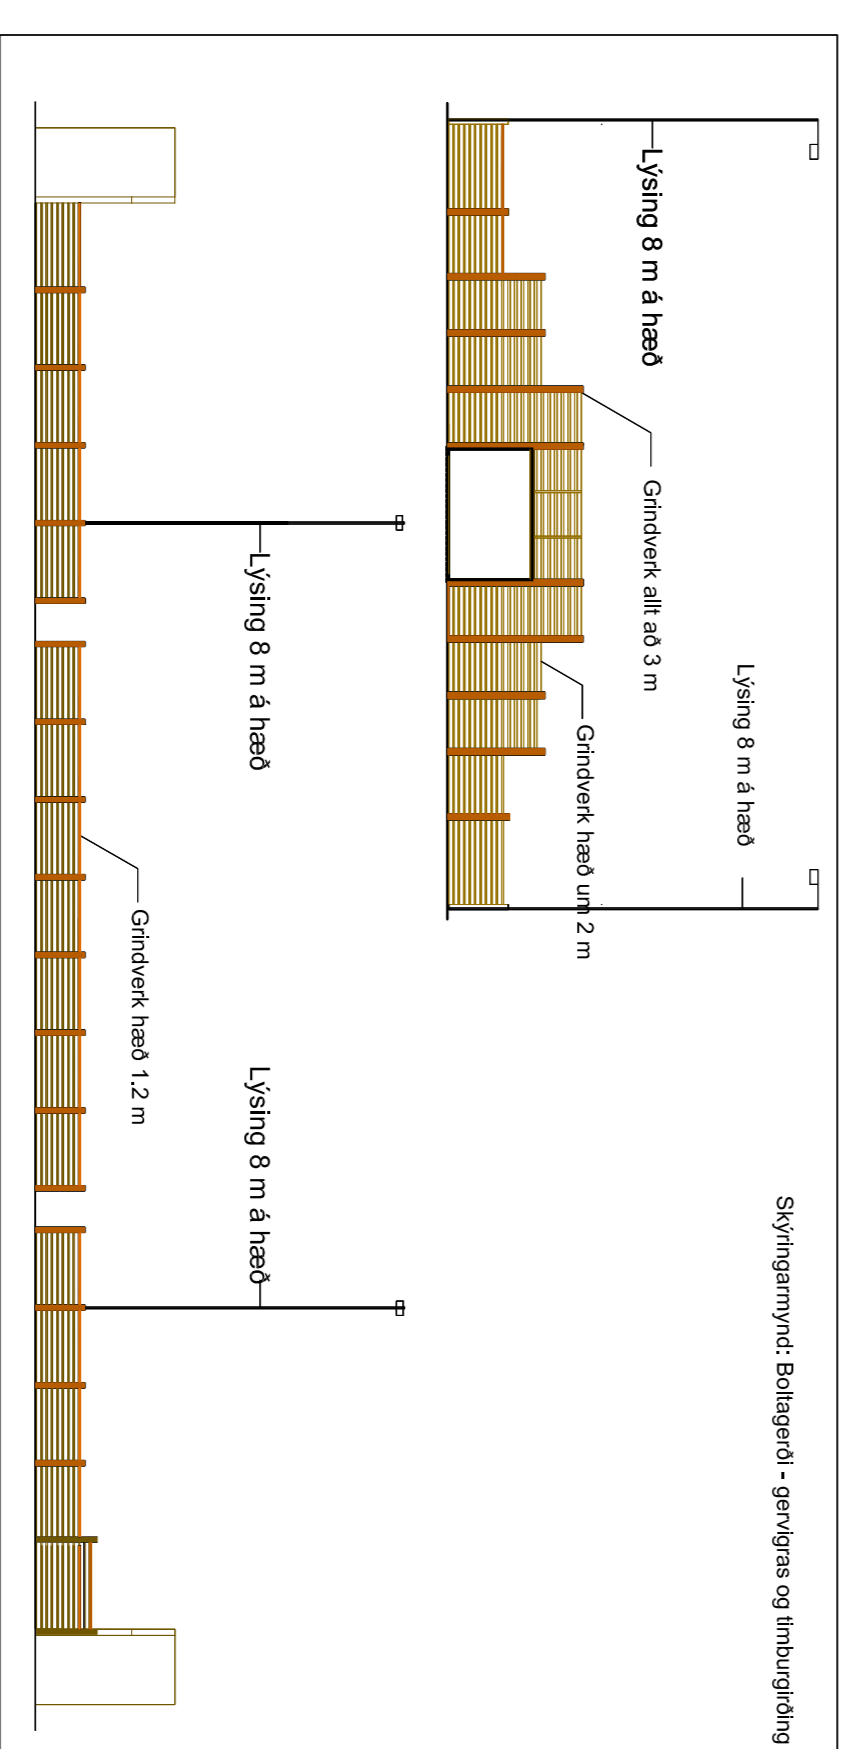 Skýringarmynd: Boltagerði - gervigras og timburgirðing
Lýsing 8 m á hæð
Lýsing 8 m á hæð
Grindverk allt að 3 m
Grindverk hæð um 2 m
Lýsing 8 m á hæð
Lýsing 8 m á hæð
Grindverk hæð 1.2 m